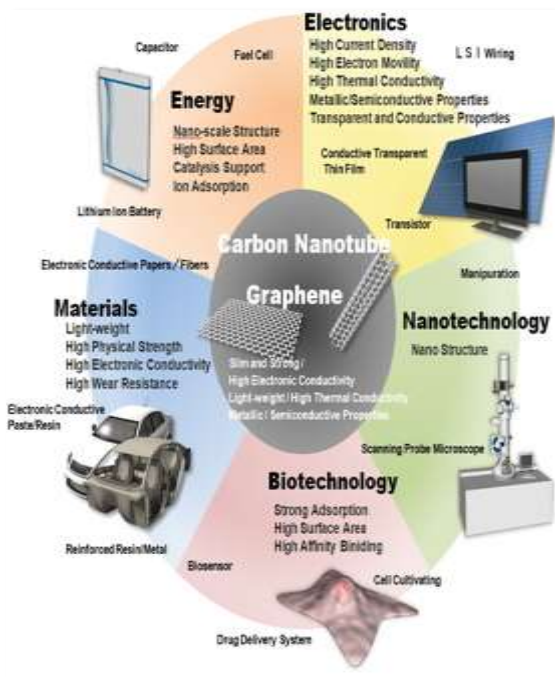 Electronics
High Current Density
High Electron Movility
High Thermal Conductivity
Metallic/Semiconductive Properties
Transparent and Conductive Properties
L S I Wiring
Conductive Transparent
Thin Film
Transistor
Capacitor
Fuel Cell
Energy
Nano-scale Structure
High Surface Area
Catalysis Support
Ion Adsorption
Lithium Ion Battery
Carbon Nanotube
Graphene
Slim and Strong/
High Electronic Conductivity
Light-weight/High Thermal Conductivity
Metallic/Semiconductive Properties
Electronic Conductive Papers/Fibers
Materials
Light-weight
High Physical Strength
High Electronic Conductivity
High Wear Resistance
Electronic Conductive
Paste/Resin
Reinforced Resin/Metal
Manipuration
Nanotechnology
Nano Structure
Scanning Probe Microscope
Biotechnology
Strong Adsorption
High Surface Area
High Affinity Biniding
Biosensor
Cell Cultivating
Drug Delivery System